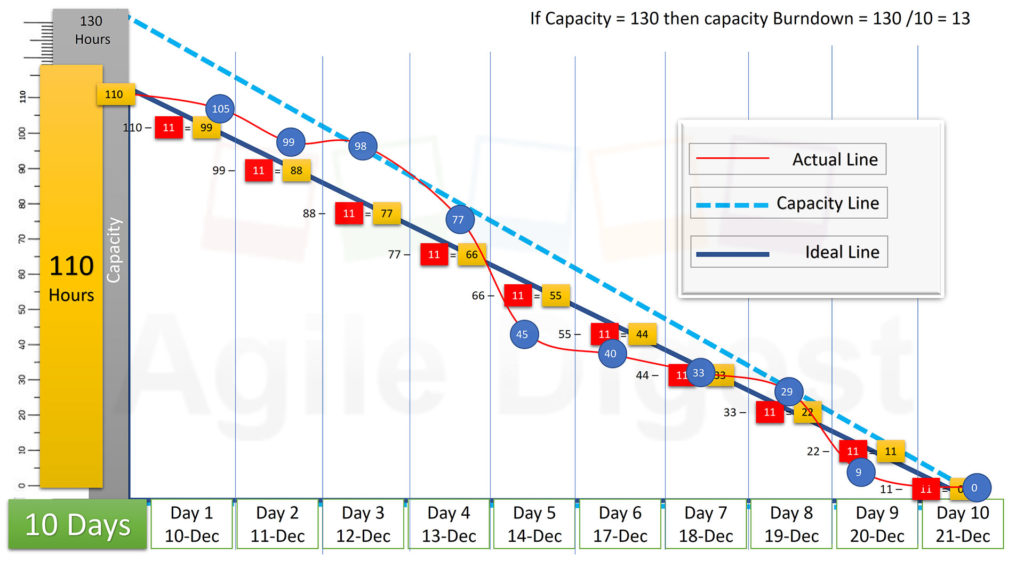 If Capacity = 130 then capacity Burndown = 130 /10 = 13
130
Hours
110
Hours
Capacity
110
100
90
80
70
60
50
40
30
20
10
0
110
105
99
98
77
45
40
33
29
9
0
110 – 11 = 99
99 – 11 = 88
88 – 11 = 77
77 – 11 = 66
66 – 11 = 55
55 – 11 = 44
44 – 11 33
33 – 11 = 22
22 – 11 = 11
11 – 11 = 0
Actual Line
Capacity Line
Ideal Line
Agile Digest
10 Days
Day 1
10-Dec
Day 2
11-Dec
Day 3
12-Dec
Day 4
13-Dec
Day 5
14-Dec
Day 6
17-Dec
Day 7
18-Dec
Day 8
19-Dec
Day 9
20-Dec
Day 10
21-Dec